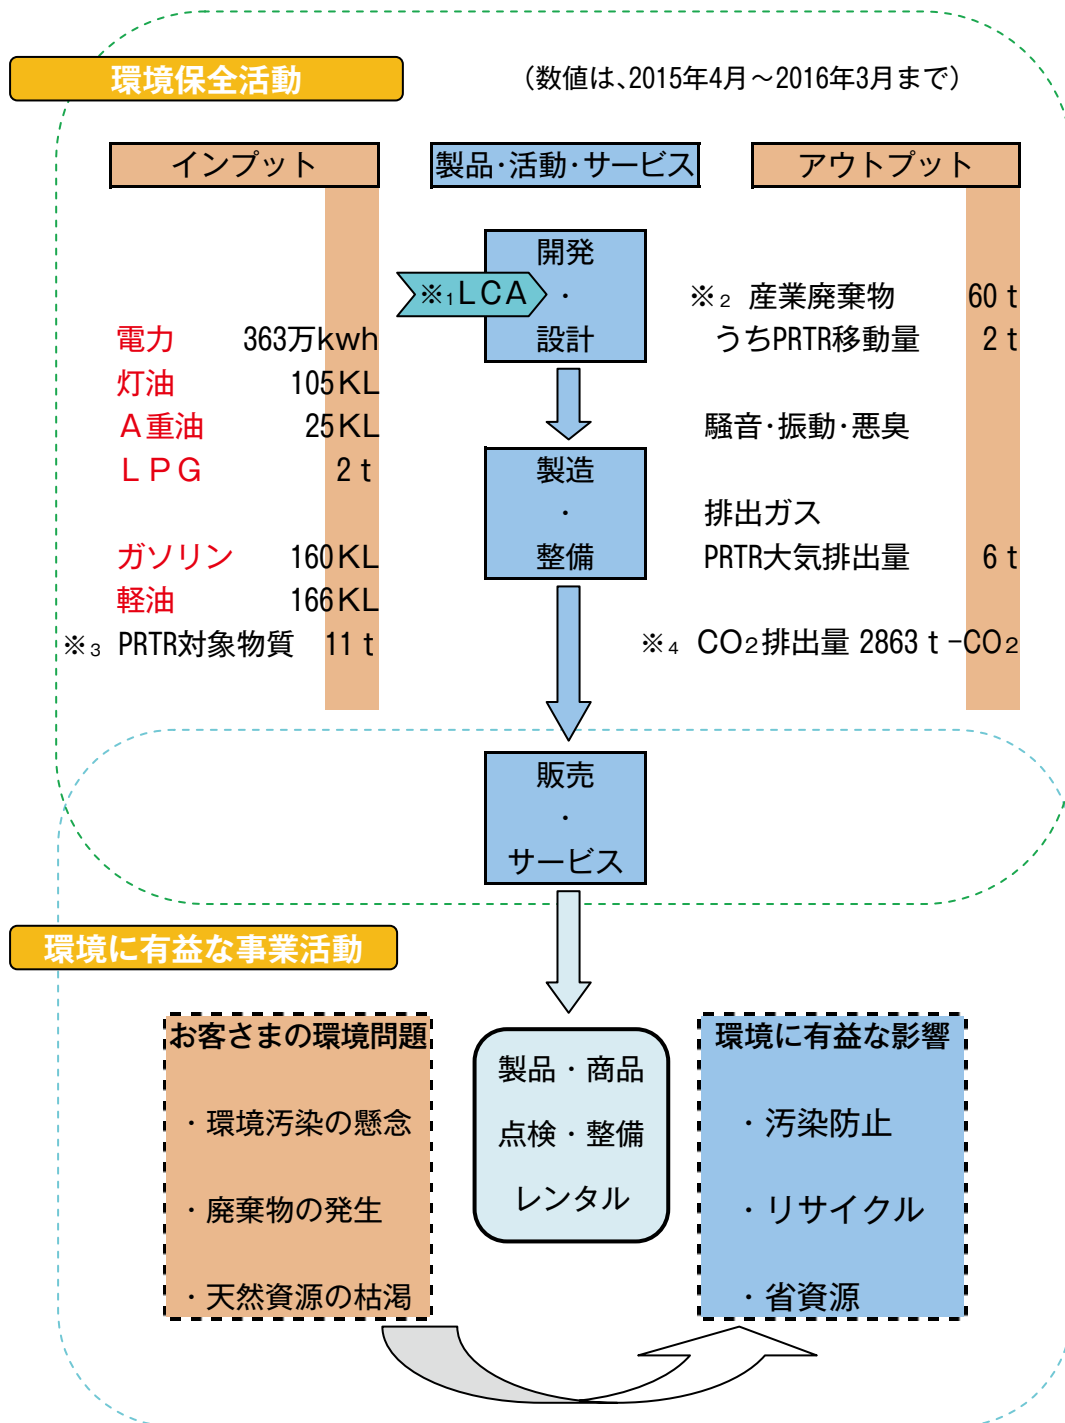 環境保全活動
（数値は、2015年4月～2016年3月まで）
インプット
製品・活動・サービス
アウトプット
開発
・
設計
※1LCA
電力 363万kwh
灯油 105KL
A重油 25KL
LPG 2t
ガソリン 160KL
軽油 166KL
※3 PRTR対象物質 11t
製造
・
整備
※2 産業廃棄物 60t
うちPRTR移動量 2t
騒音・振動・悪臭
排出ガス
PRTR大気排出量 6t
※4 CO2排出量 2863t-CO2
販売
・
サービス
環境に有益な事業活動
お客さまの環境問題
・環境汚染の懸念
・廃棄物の発生
・天然資源の枯渇
製品・商品
点検・整備
レンタル
環境に有益な影響
・汚染防止
・リサイクル
・省資源